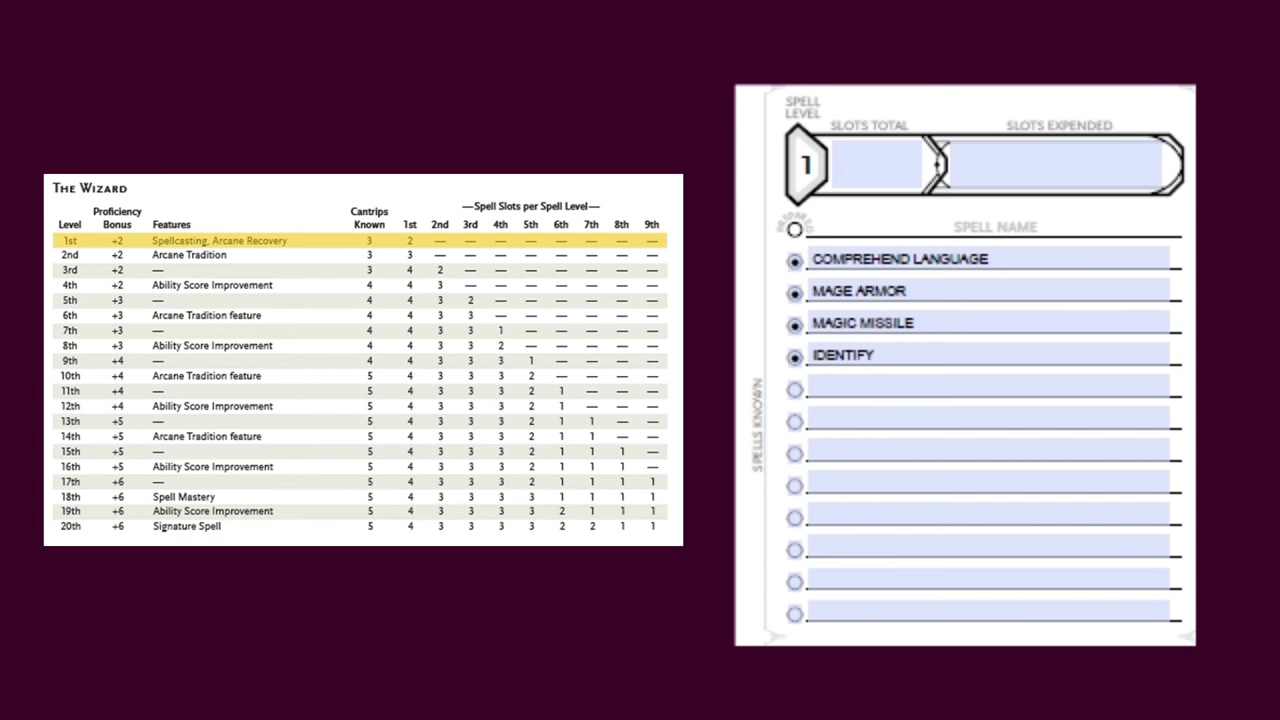 THE WIZARD
—Spell Slots per Spell Level—
Proficiency Cantrips
Level Bonus Features Known 1st 2nd 3rd 4th 5th 6th 7th 8th 9th
1st +2 Spellcasting, Arcane Recovery 3 2 — — — — — — — —
2nd +2 Arcane Tradition 3 3 — — — — — — — —
3rd +2 — 3 4 2 — — — — — — —
4th +2 Ability Score Improvement 4 4 3 — — — — — — —
5th +3 — 4 4 3 2 — — — — — —
6th +3 Arcane Tradition feature 4 4 3 3 — — — — — —
7th +3 — 4 4 3 3 1 — — — — —
8th +3 Ability Score Improvement 4 4 3 3 2 — — — — —
9th +4 — 4 4 3 3 3 1 — — — —
10th +4 Arcane Tradition feature 5 4 3 3 3 2 — — — —
11th +4 — 5 4 3 3 3 2 1 — — —
12th +4 Ability Score Improvement 5 4 3 3 3 2 1 — — —
13th +5 — 5 4 3 3 3 2 1 1 — —
14th +5 Arcane Tradition feature 5 4 3 3 3 2 1 1 — —
15th +5 — 5 4 3 3 3 2 1 1 1 —
16th +5 Ability Score Improvement 5 4 3 3 3 2 1 1 1 —
17th +6 — 5 4 3 3 3 2 1 1 1 1
18th +6 Spell Mastery 5 4 3 3 3 3 1 1 1 1
19th +6 Ability Score Improvement 5 4 3 3 3 3 2 1 1 1
20th +6 Signature Spell 5 4 3 3 3 3 2 2 1 1
SPELL
LEVEL
SLOTS TOTAL SLOTS EXPENDED
1
PREPARED
SPELL NAME
COMPREHEND LANGUAGE
MAGE ARMOR
MAGIC MISSILE
IDENTIFY
SPELLS KNOWN